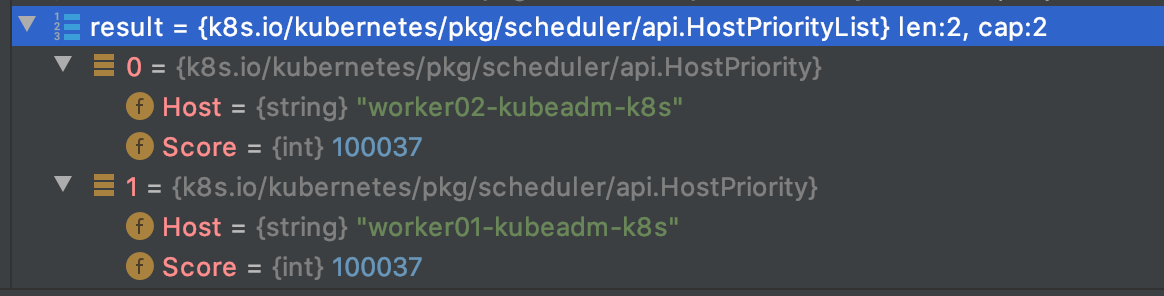 result = {k8s.io/kubernetes/pkg/scheduler/api.HostPriorityList} len:2, cap:2
0 = {k8s.io/kubernetes/pkg/scheduler/api.HostPriority}
f Host = {string} "worker02-kubeadm-k8s"
f Score = {int} 100037
1 = {k8s.io/kubernetes/pkg/scheduler/api.HostPriority}
f Host = {string} "worker01-kubeadm-k8s"
f Score = {int} 100037